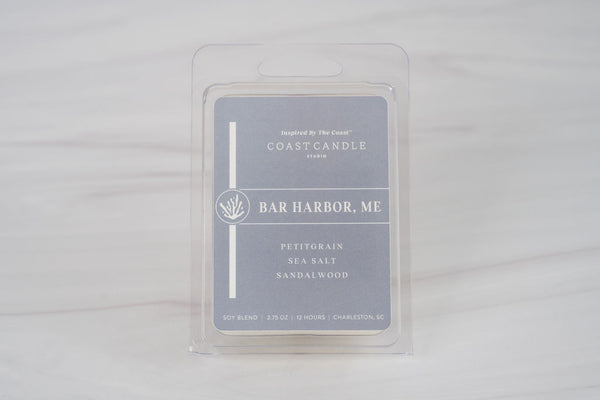 Inspired By The Coast™
COAST CANDLE
STUDIO
BAR HARBOR, ME
PETITGRAIN
SEA SALT
SANDALWOOD
SOY BLEND | 2.75 OZ | 12 HOURS | CHARLESTON, SC